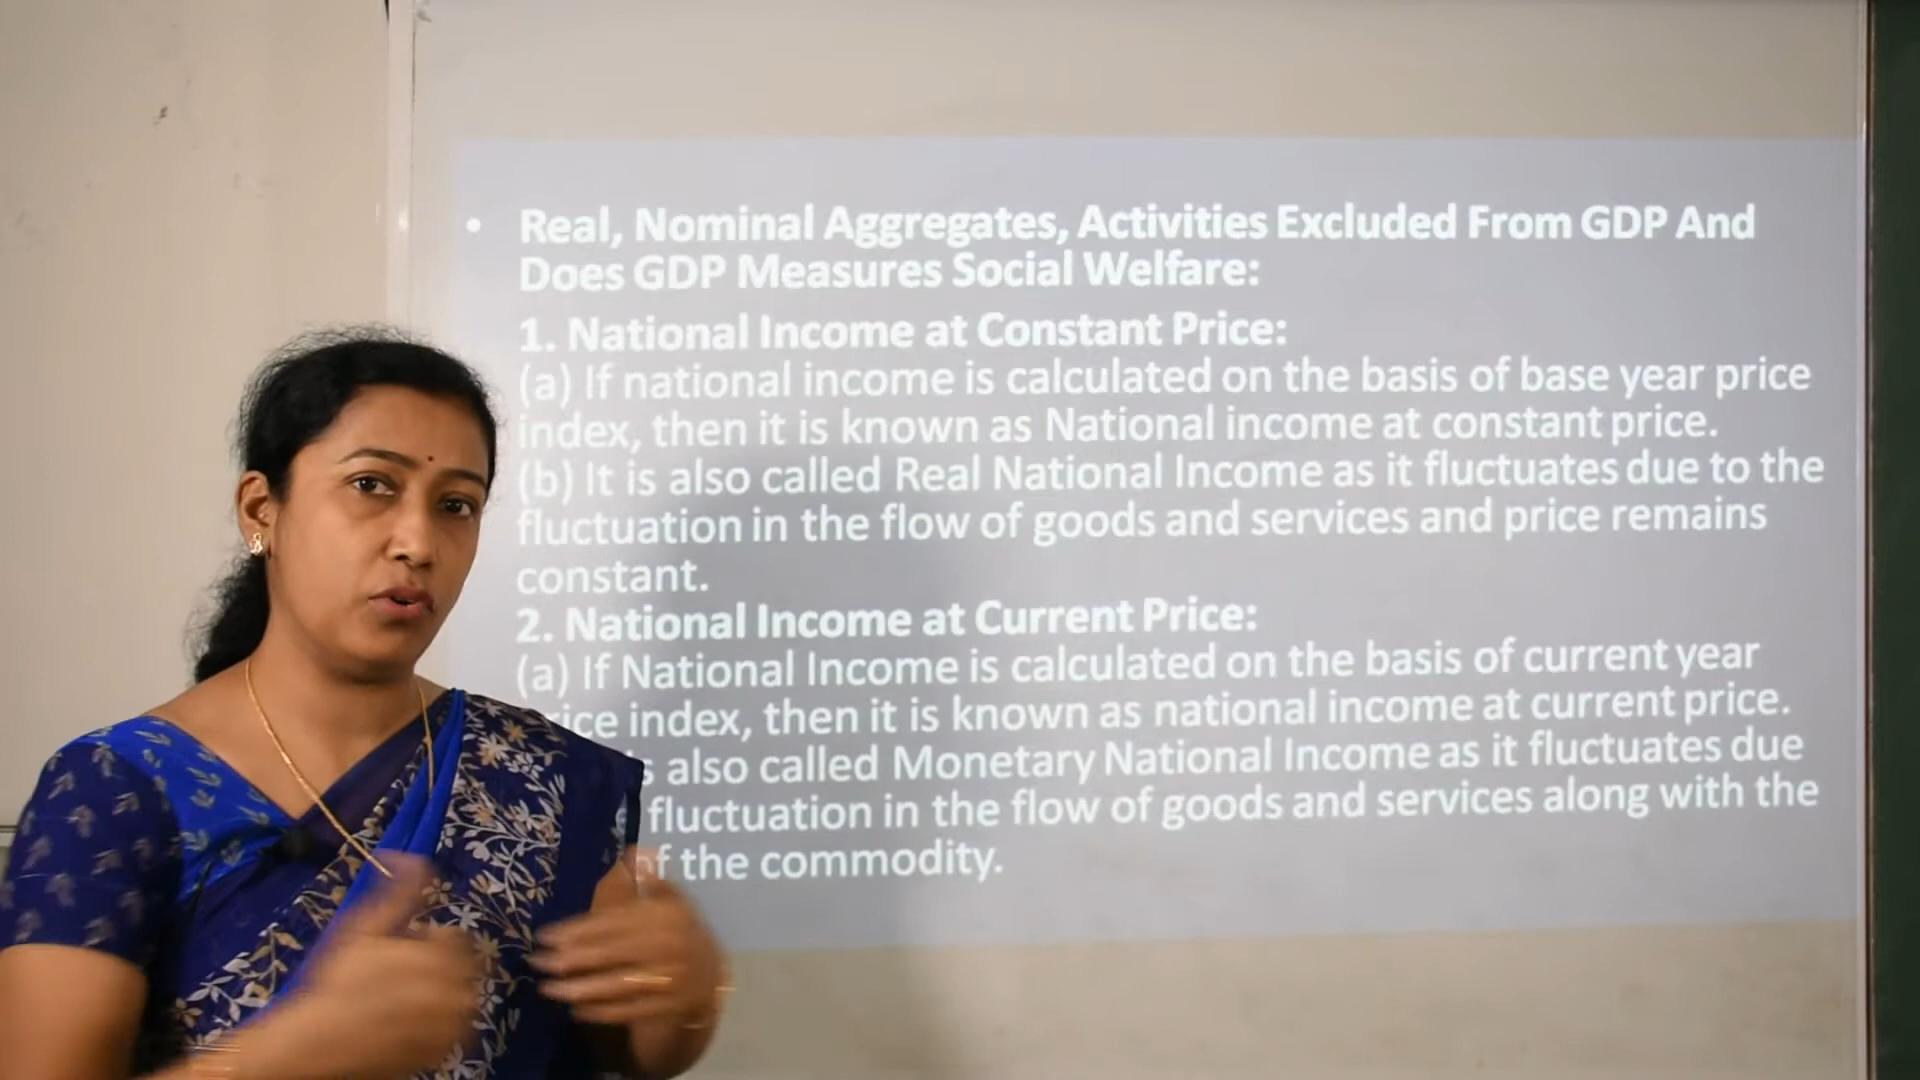 • Real, Nominal Aggregates, Activities Excluded From GDP And
Does GDP Measures Social Welfare:
1. National Income at Constant Price:
(a) If national income is calculated on the basis of base year price
index, then it is known as National income at constant price.
(b) It is also called Real National Income as it fluctuates due to the
fluctuation in the flow of goods and services and price remains
constant.
2. National Income at Current Price:
(a) If National Income is calculated on the basis of current year
index, then it is known as national income at current price.
also called Monetary National Income as it fluctuates due
fluctuation in the flow of goods and services along with the
of the commodity.